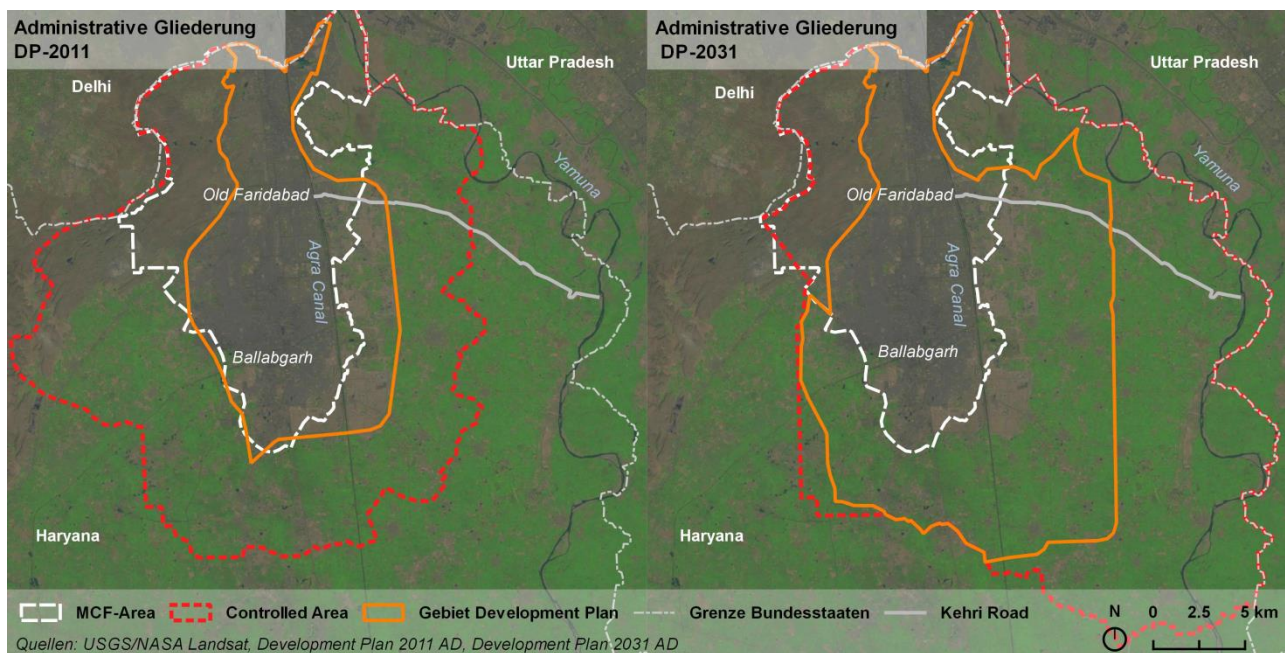 Administrative Gliederung
DP-2011
Delhi
Uttar Pradesh
Yamuna
Old Faridabad
Agra Canal
Ballabgarh
Haryana
Administrative Gliederung
DP-2031
Delhi
Uttar Pradesh
Yamuna
Old Faridabad
Agra Canal
Ballabgarh
Haryana
MCF-Area Controlled Area Gebiet Development Plan Grenze Bundesstaaten Kehri Road N 0 2.5 5 km
Quellen: USGS/NASA Landsat, Development Plan 2011 AD, Development Plan 2031 AD